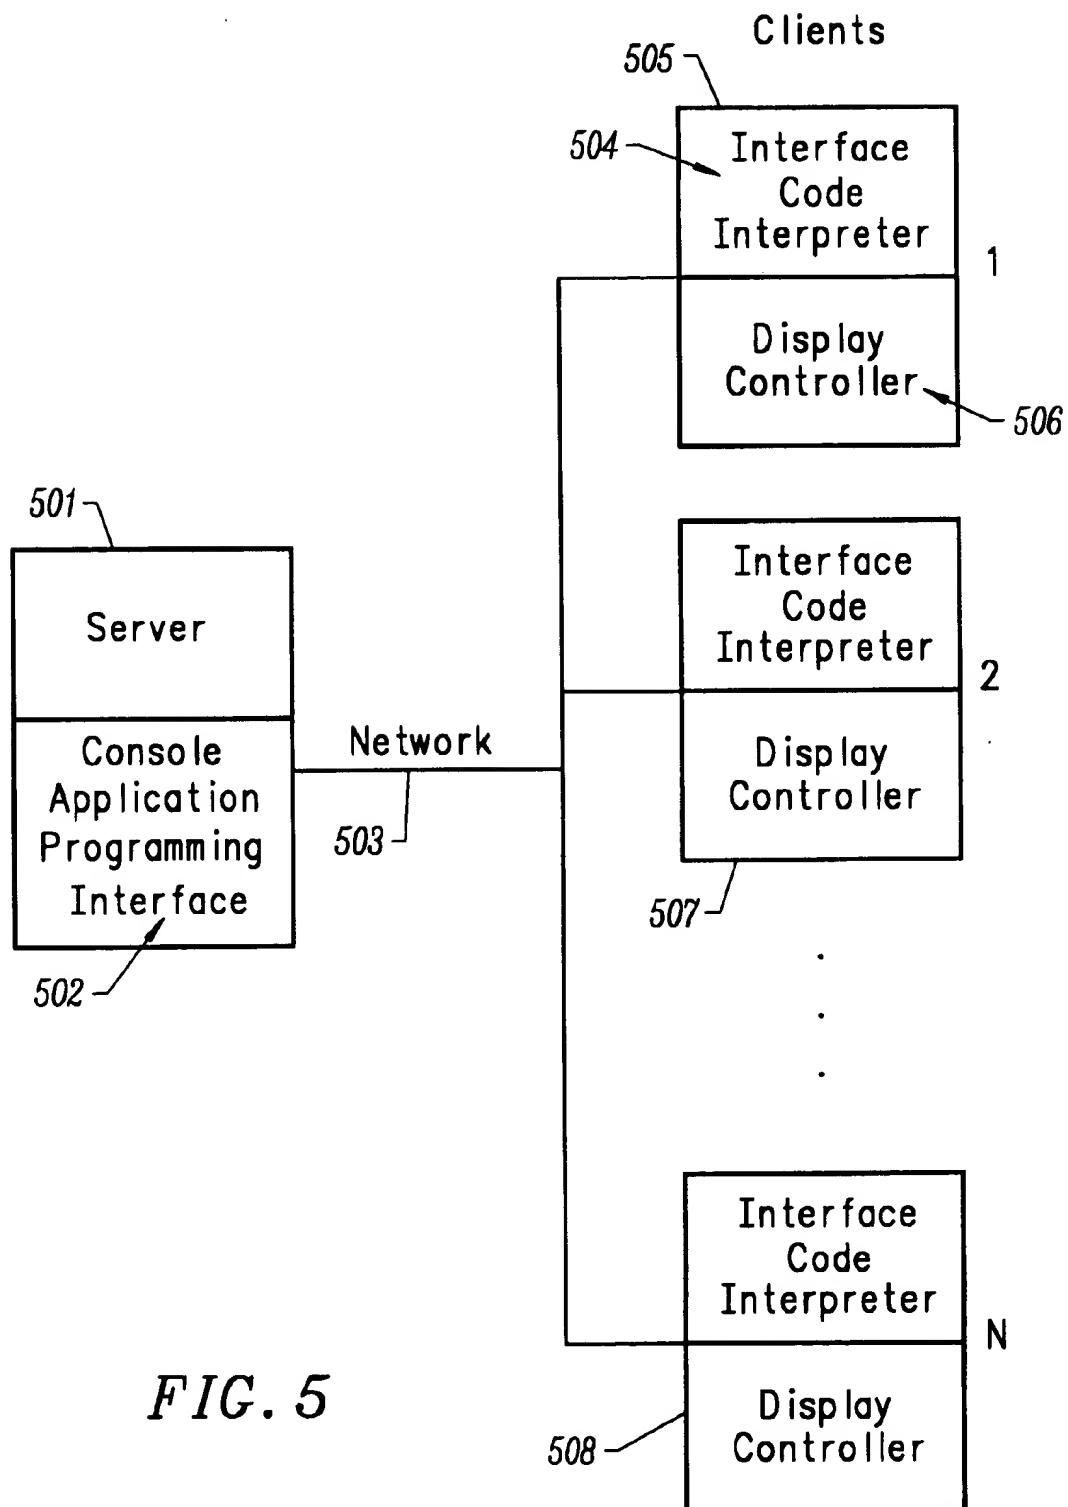 Clients
505
504
Interface
Code
Interpreter
1
Display
Controller
506
501
Server
Console
Application
Programming
Interface
502
Network
503
Interface
Code
Interpreter
2
Display
Controller
507
Interface
Code
Interpreter
N
Display
Controller
508
FIG. 5